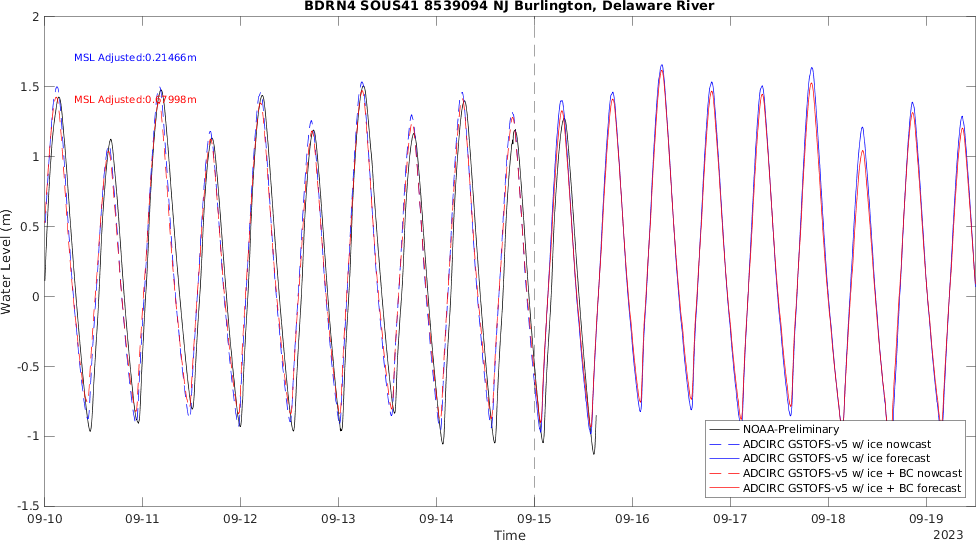 BDRN4 SOUS41 8539094 NJ Burlington, Delaware River
2
MSL Adjusted:0.21466m
1.5
MSL Adjusted:0.67998m
1
0.5
Water Level (m)
0
-0.5
-1
NOAA-Preliminary
ADCIRC GSTOFS-v5 w/ ice nowcast
ADCIRC GSTOFS-v5 w/ ice forecast
ADCIRC GSTOFS-v5 w/ ice + BC nowcast
ADCIRC GSTOFS-v5 w/ ice + BC forecast
-1.5
09-10 09-11 09-12 09-13 09-14 09-15 09-16 09-17 09-18 09-19
Time
2023